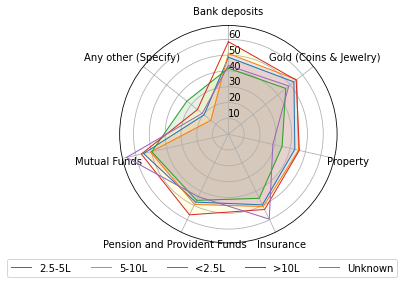 Bank deposits
60
Any other (Specify)
Gold (Coins & Jewelry)
50
40
30
20
10
Mutual Funds
Property
Pension and Provident Funds
Insurance
2.5-5L
5-10L
<2.5L
>10L
Unknown